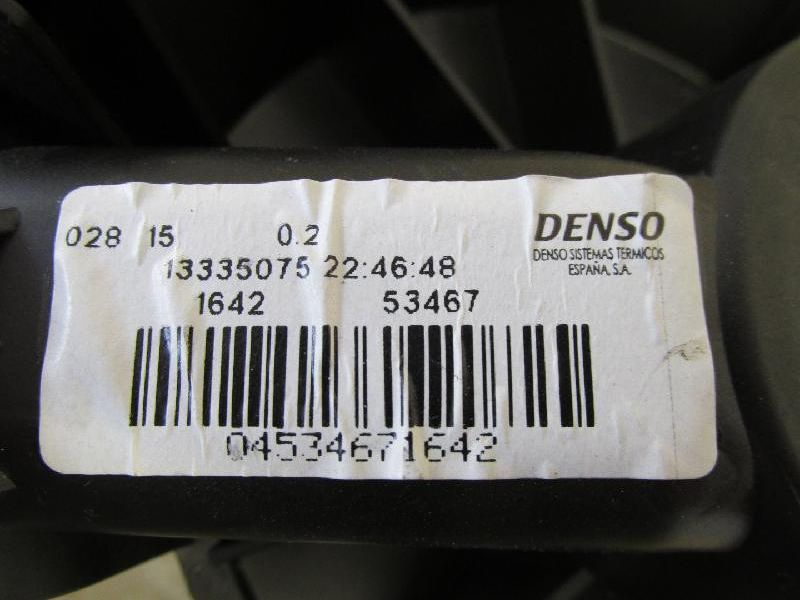 028 15 0.2
DENSO
DENSO SISTEMAS TERMICOS
ESPAÑA, S.A.
13335075 22:46:48
1642 53467
04534671642